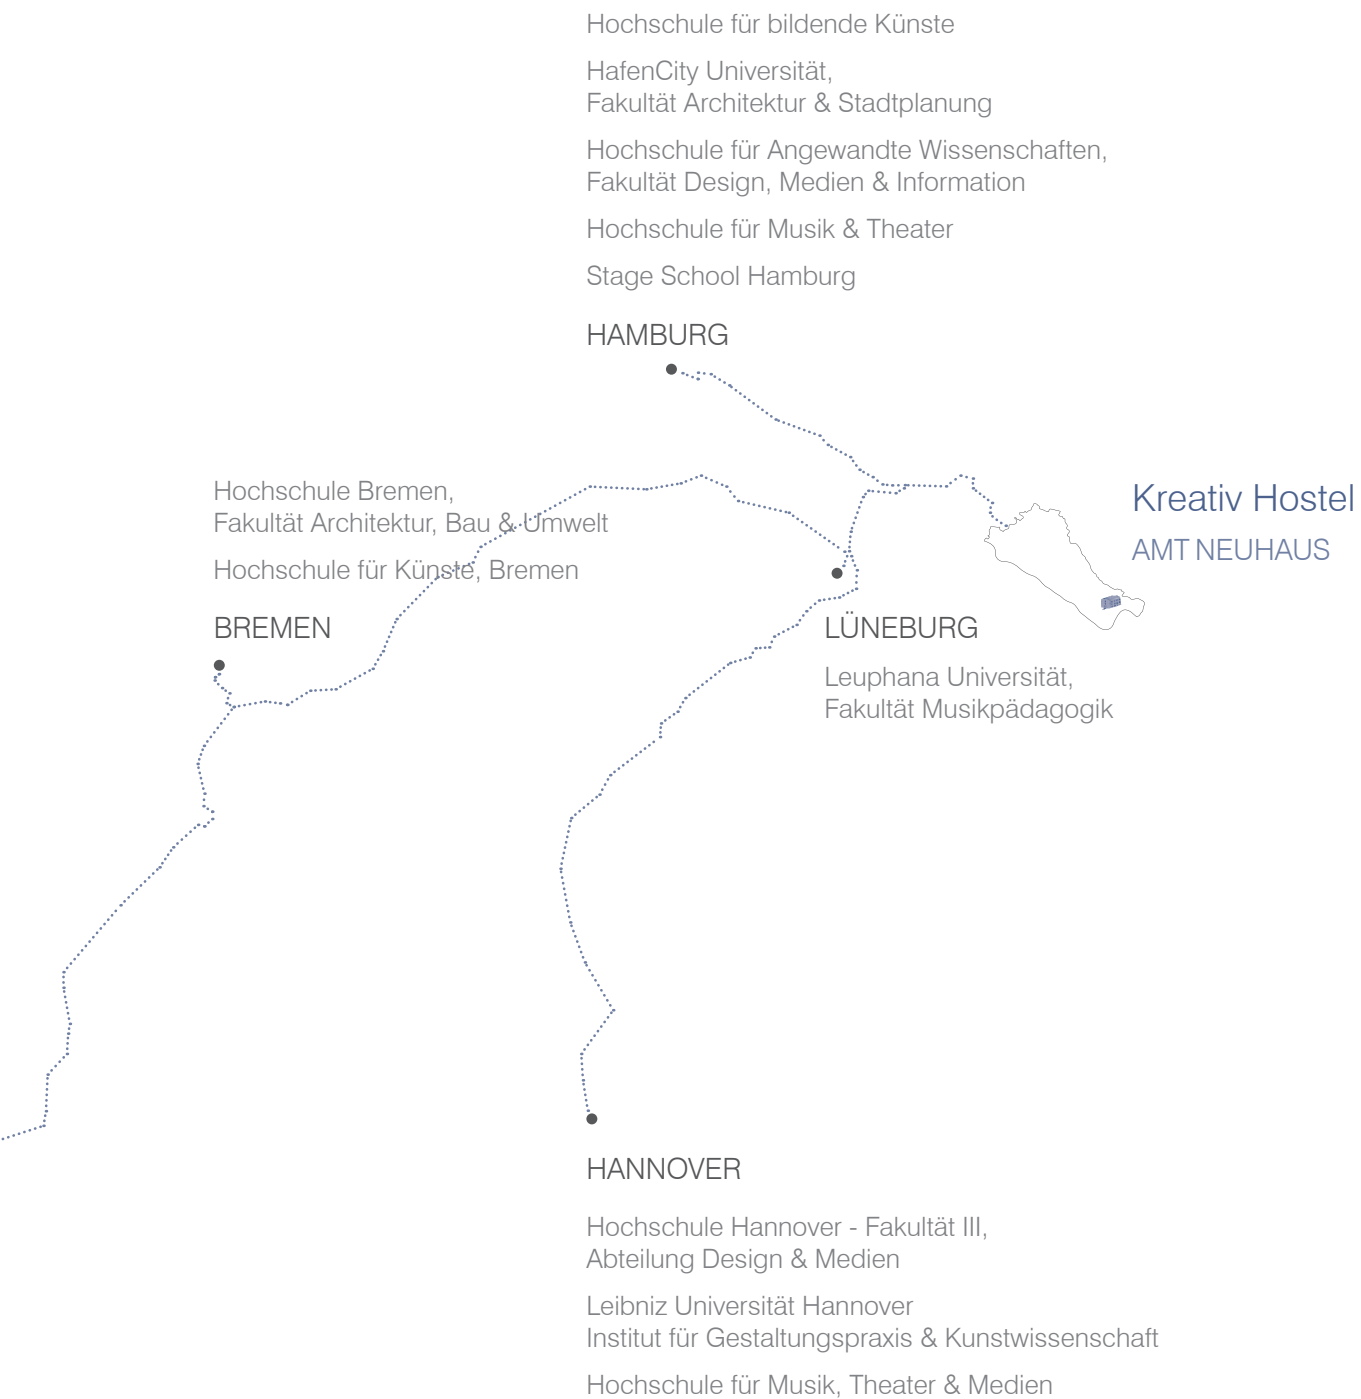 Hochschule für bildende Künste
HafenCity Universität,
Fakultät Architektur & Stadtplanung
Hochschule für Angewandte Wissenschaften,
Fakultät Design, Medien & Information
Hochschule für Musik & Theater
Stage School Hamburg
HAMBURG
Hochschule Bremen,
Fakultät Architektur, Bau & Umwelt
Hochschule für Künste, Bremen
BREMEN
Kreativ Hostel
AMT NEUHAUS
LÜNEBURG
Leuphana Universität,
Fakultät Musikpädagogik
HANNOVER
Hochschule Hannover - Fakultät III,
Abteilung Design & Medien
Leibniz Universität Hannover
Institut für Gestaltungspraxis & Kunstwissenschaft
Hochschule für Musik, Theater & Medien